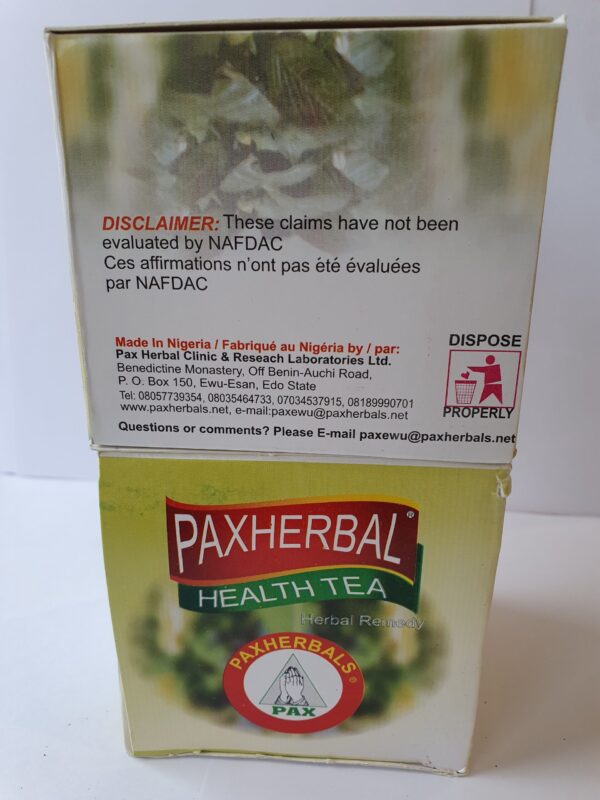 DISCLAIMER: These claims have not been
evaluated by NAFDAC
Ces affirmations n'ont pas été évaluées
par NAFDAC
Made In Nigeria / Fabriqué au Nigéria by / par:
Pax Herbal Clinic & Reseach Laboratories Ltd.
Benedictine Monastery, Off Benin-Auchi Road,
P. O. Box 150, Ewu-Esan, Edo State
Tel: 08057739354, 08035464733, 07034537915, 08189990701
www.paxherbals.net, e-mail:paxewu@paxherbals.net
Questions or comments? Please E-mail paxewu@paxherbals.net
DISPOSE
PROPERLY
PAXHERBAL®
HEALTH TEA
Herbal Remedy
PAXHERBALS®
PAX